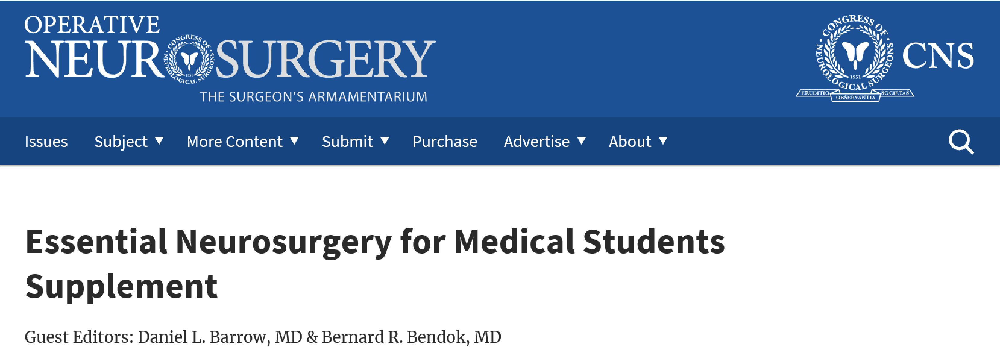 OPERATIVE
NEUROSURGERY
CONGRESS OF NEUROLOGICAL SURGEONS
1951
THE SURGEON'S ARMAMENTARIUM
CONGRESS OF NEUROLOGICAL SURGEONS
1951
ERUDITIO OBSERVANTIA SOCIETAS
CNS
Issues Subject ▼ More Content ▼ Submit ▼ Purchase Advertise ▼ About ▼
Essential Neurosurgery for Medical Students
Supplement
Guest Editors: Daniel L. Barrow, MD & Bernard R. Bendok, MD